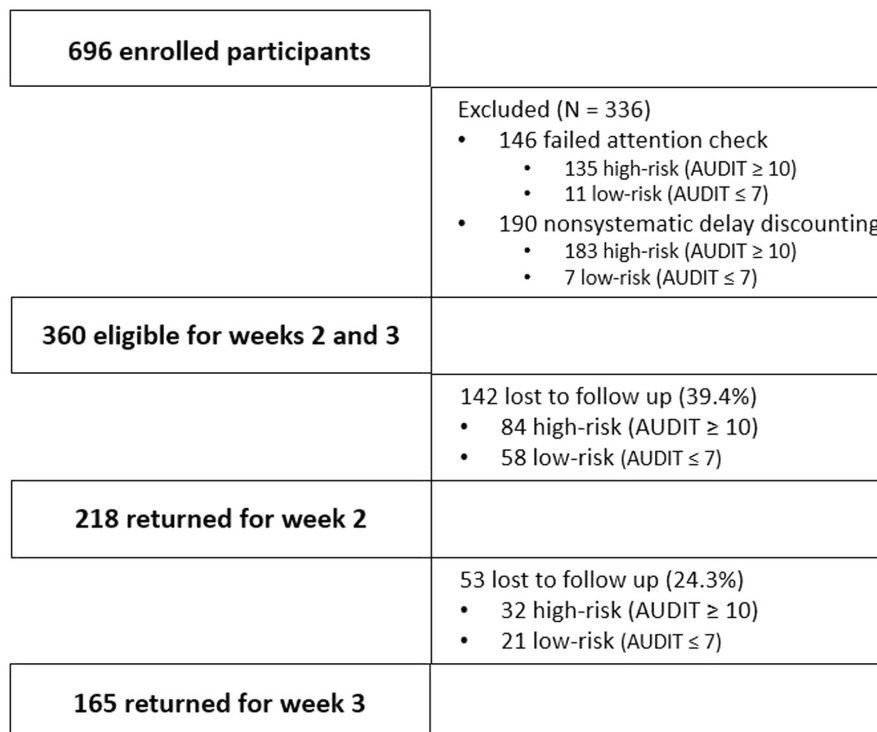 696 enrolled participants
Excluded (N = 336)
• 146 failed attention check
• 135 high-risk (AUDIT ≥ 10)
• 11 low-risk (AUDIT ≤ 7)
• 190 nonsystematic delay discounting
• 183 high-risk (AUDIT ≥ 10)
• 7 low-risk (AUDIT ≤ 7)
360 eligible for weeks 2 and 3
142 lost to follow up (39.4%)
• 84 high-risk (AUDIT ≥ 10)
• 58 low-risk (AUDIT ≤ 7)
218 returned for week 2
53 lost to follow up (24.3%)
• 32 high-risk (AUDIT ≥ 10)
• 21 low-risk (AUDIT ≤ 7)
165 returned for week 3